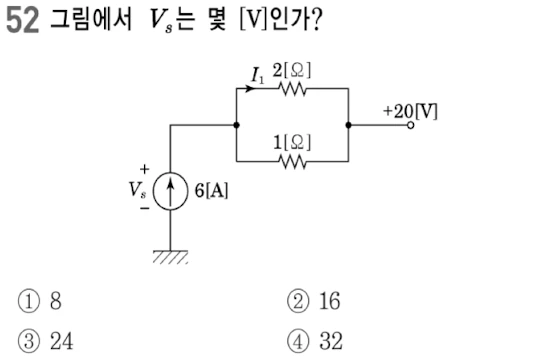 52 그림에서 Vₛ는 몇 [V]인가?
I₁ 2[Ω]
+20[V]
1[Ω]
+
Vₛ 6[A]
−
① 8 ② 16
③ 24 ④ 32